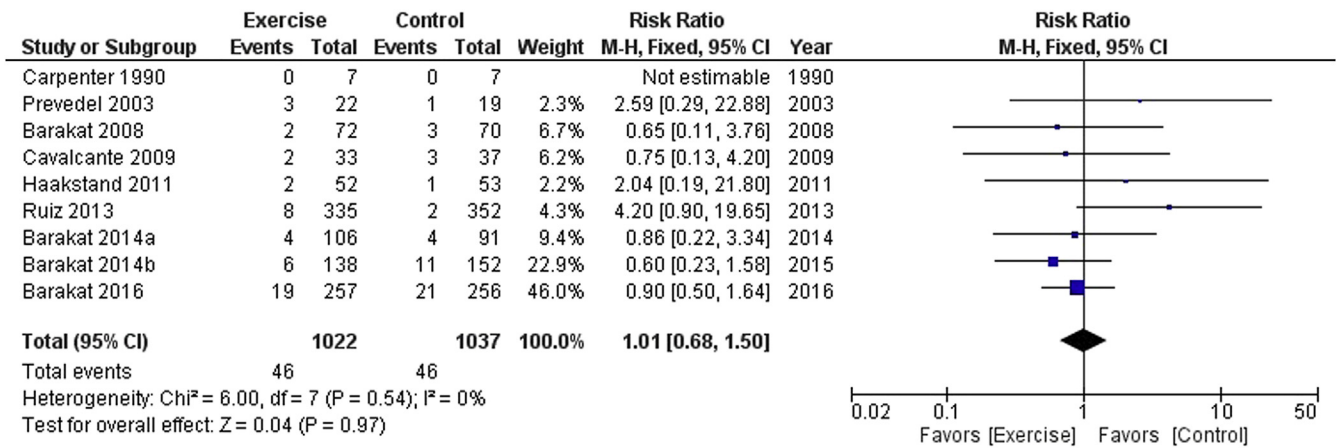 Exercise Control Risk Ratio Risk Ratio
Study or Subgroup Events Total Events Total Weight M-H, Fixed, 95% CI Year M-H, Fixed, 95% CI
Carpenter 1990 0 7 0 7 Not estimable 1990
Prevedel 2003 3 22 1 19 2.3% 2.59 [0.29, 22.88] 2003
Barakat 2008 2 72 3 70 6.7% 0.65 [0.11, 3.76] 2008
Cavalcante 2009 2 33 3 37 6.2% 0.75 [0.13, 4.20] 2009
Haakstand 2011 2 52 1 53 2.2% 2.04 [0.19, 21.80] 2011
Ruiz 2013 8 335 2 352 4.3% 4.20 [0.90, 19.65] 2013
Barakat 2014a 4 106 4 91 9.4% 0.86 [0.22, 3.34] 2014
Barakat 2014b 6 138 11 152 22.9% 0.60 [0.23, 1.58] 2015
Barakat 2016 19 257 21 256 46.0% 0.90 [0.50, 1.64] 2016
Total (95% CI) 1022 1037 100.0% 1.01 [0.68, 1.50]
Total events 46 46
Heterogeneity: Chi² = 6.00, df = 7 (P = 0.54); I² = 0%
Test for overall effect: Z = 0.04 (P = 0.97)
0.02 0.1 1 10 50
Favors [Exercise] Favors [Control]